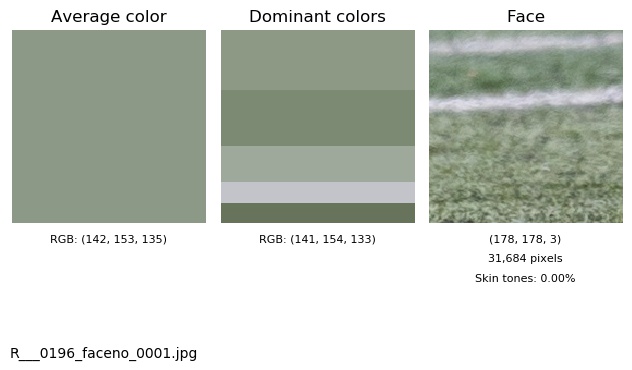 Average color
Dominant colors
Face
RGB: (142, 153, 135)
RGB: (141, 154, 133)
(178, 178, 3)
31,684 pixels
Skin tones: 0.00%
R___0196_faceno_0001.jpg